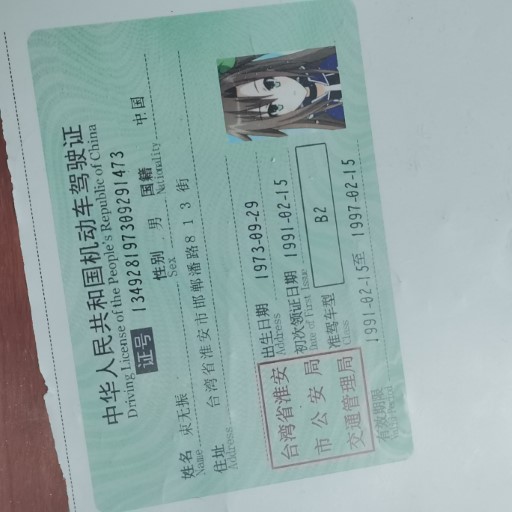 中华人民共和国机动车驾驶证
Driving License of the People's Republic of China
证号 134928197309291473
姓名 束无振 性别 男 国籍 中国
Name Sex Nationality
住址 台湾省淮安市邯郸潘路813街
Address
台湾省淮安
市公安局
交通管理局
出生日期 1973-09-29
Address
初次领证日期 1991-02-15
Date of First Issue
准驾车型 B2
Class
有效期限 1991-02-15至 1997-02-15
Valid Period